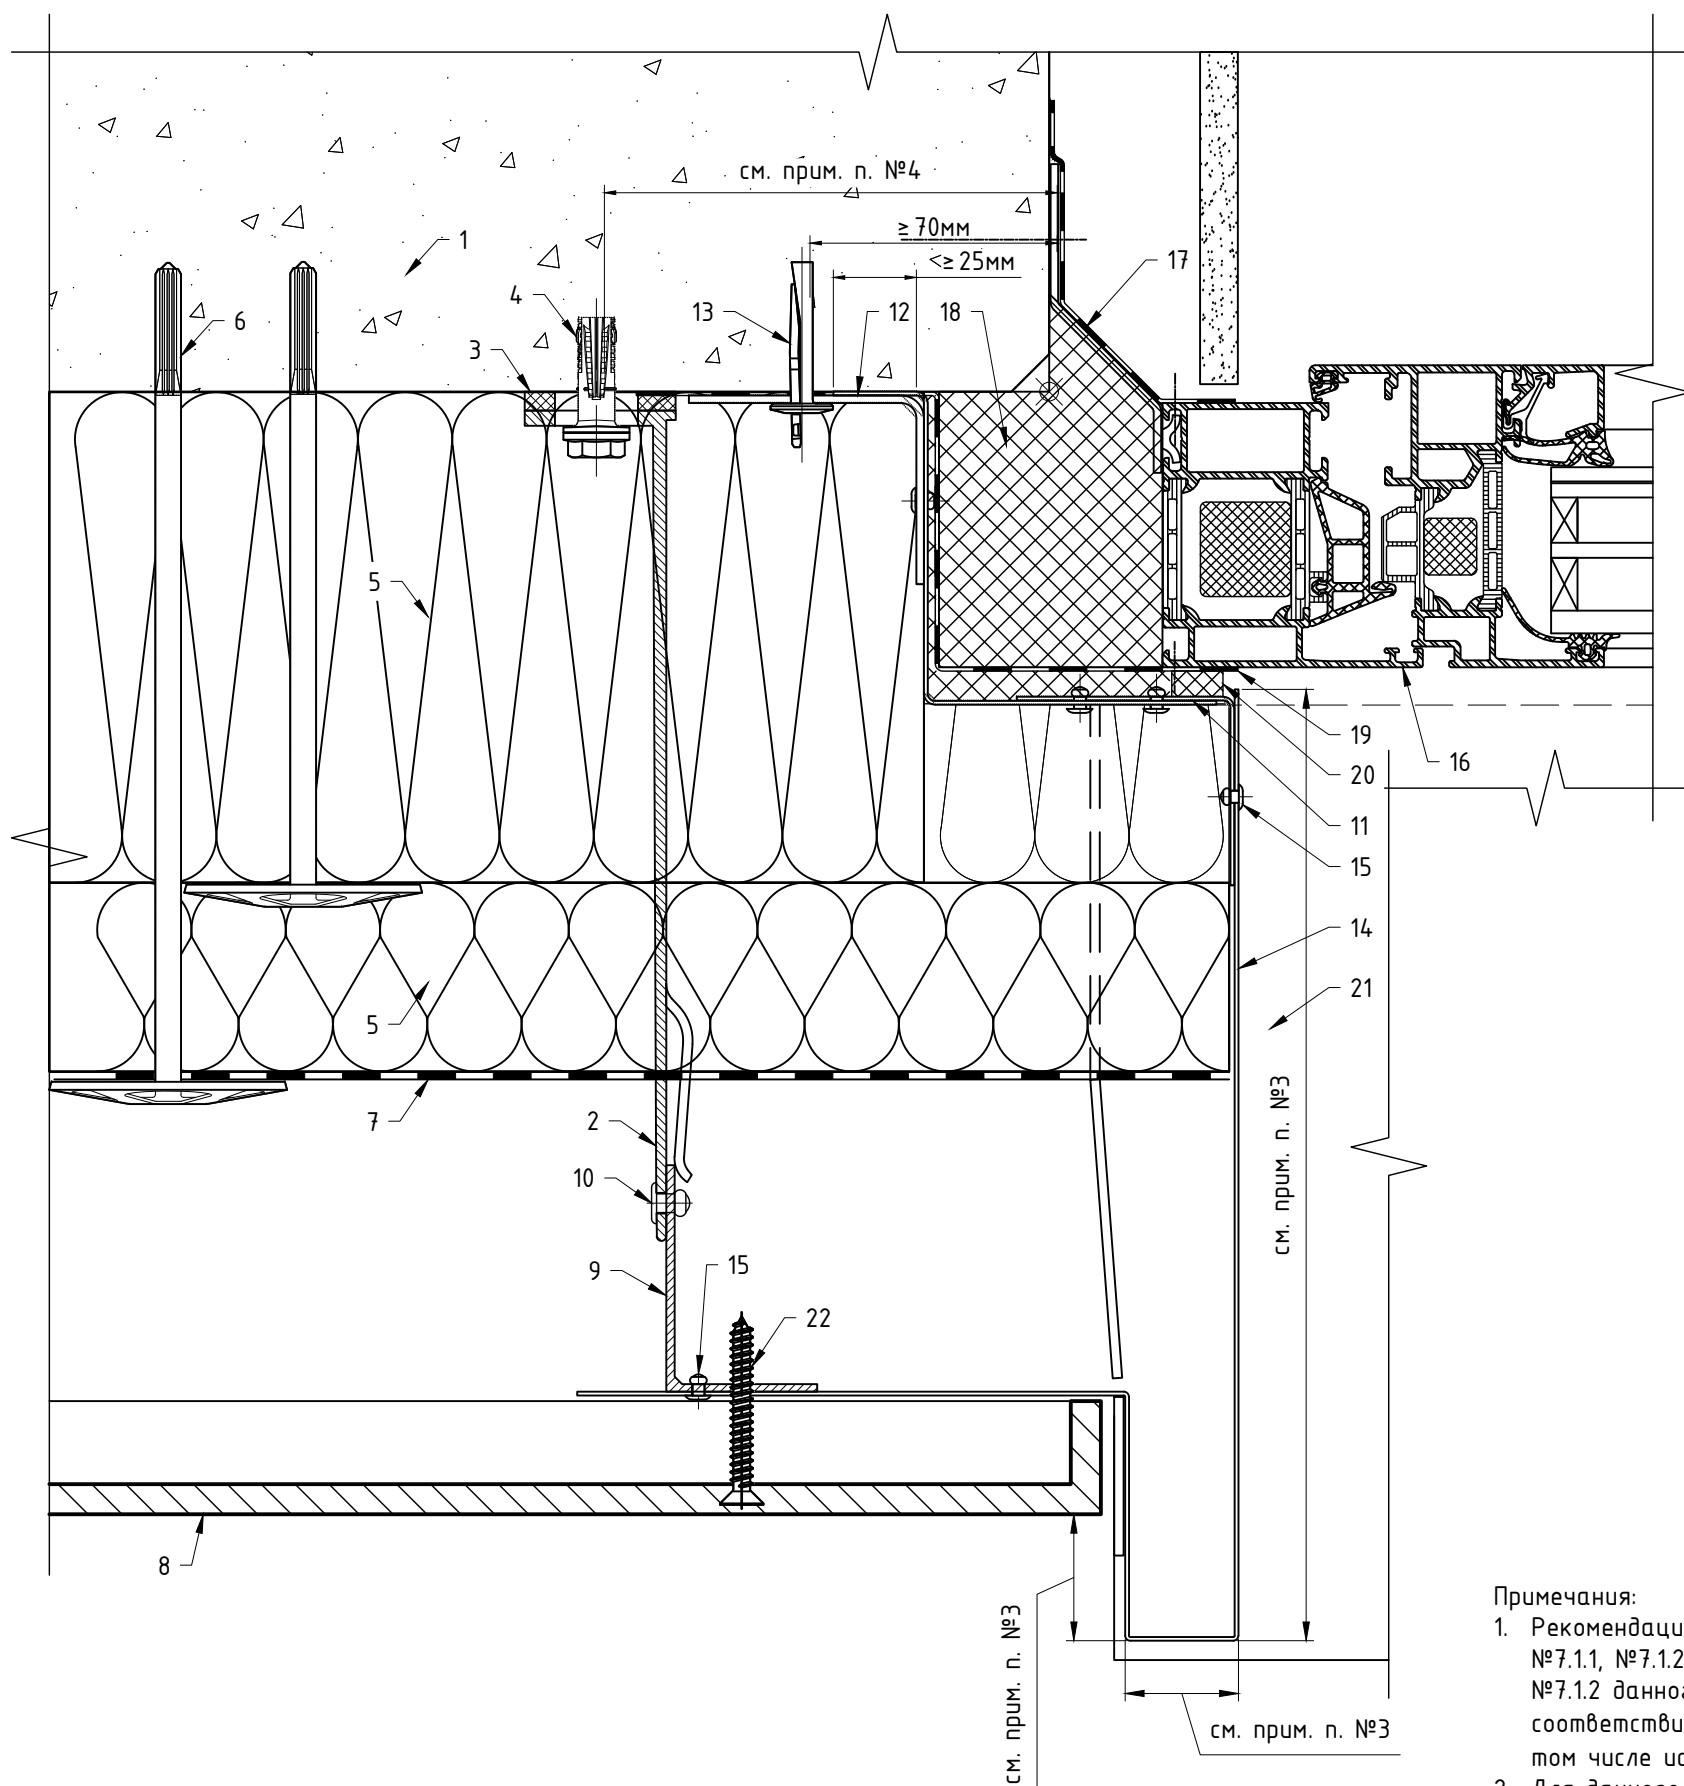 см. прим. п. №4
≥70мм
<≥25мм
1
17
4
13
12
18
6
3
5
19
16
20
11
15
14
5
21
7
2
см. прим. п. №3
10
9
15
22
8
Примечания:
см. прим. п. №3
1. Рекомендаци
№7.1.1, №7.1.2
№7.1.2
соответстви
см. прим. п. №3
том числе